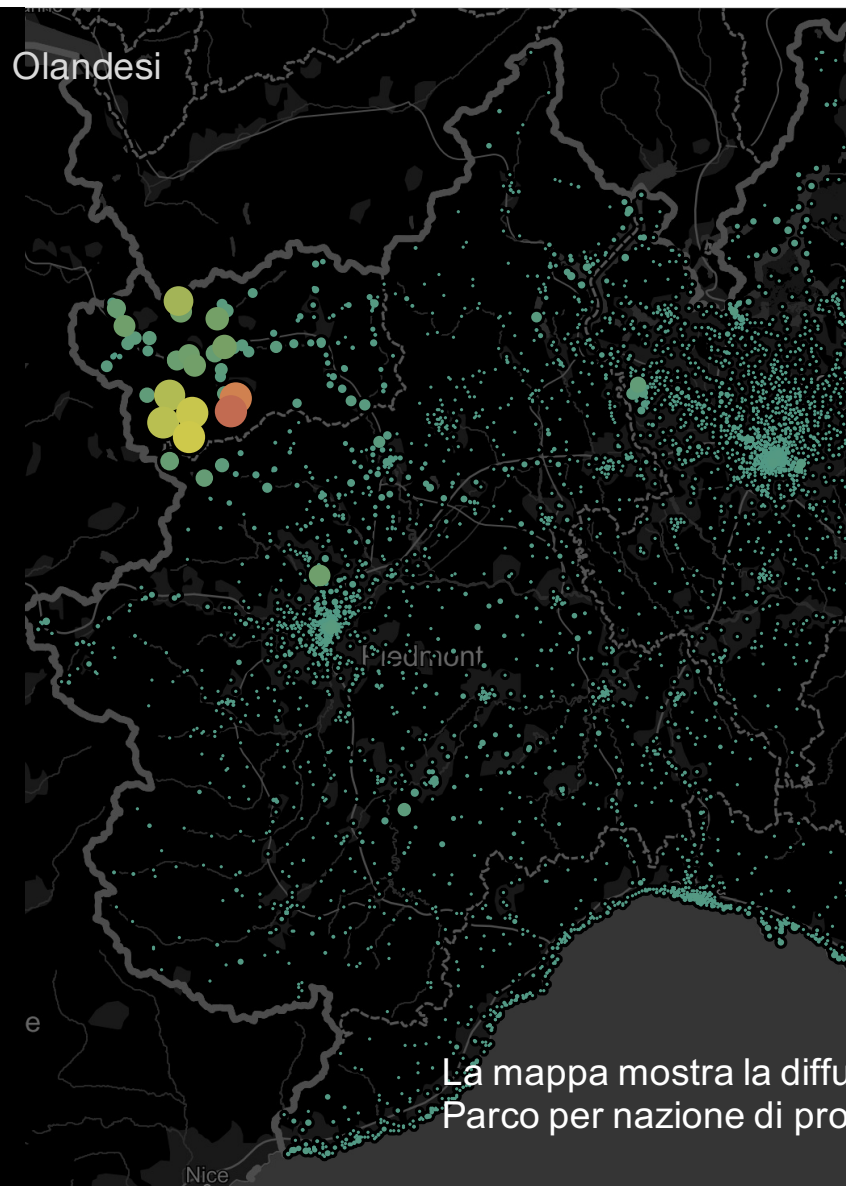 Olandesi
Piedmont
e
La mappa mostra la diffu
Parco per nazione di pro
Nice